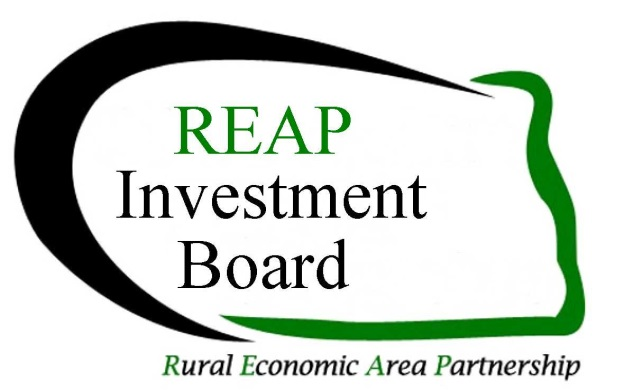 REAP
Investment
Board
Rural Economic Area Partnership